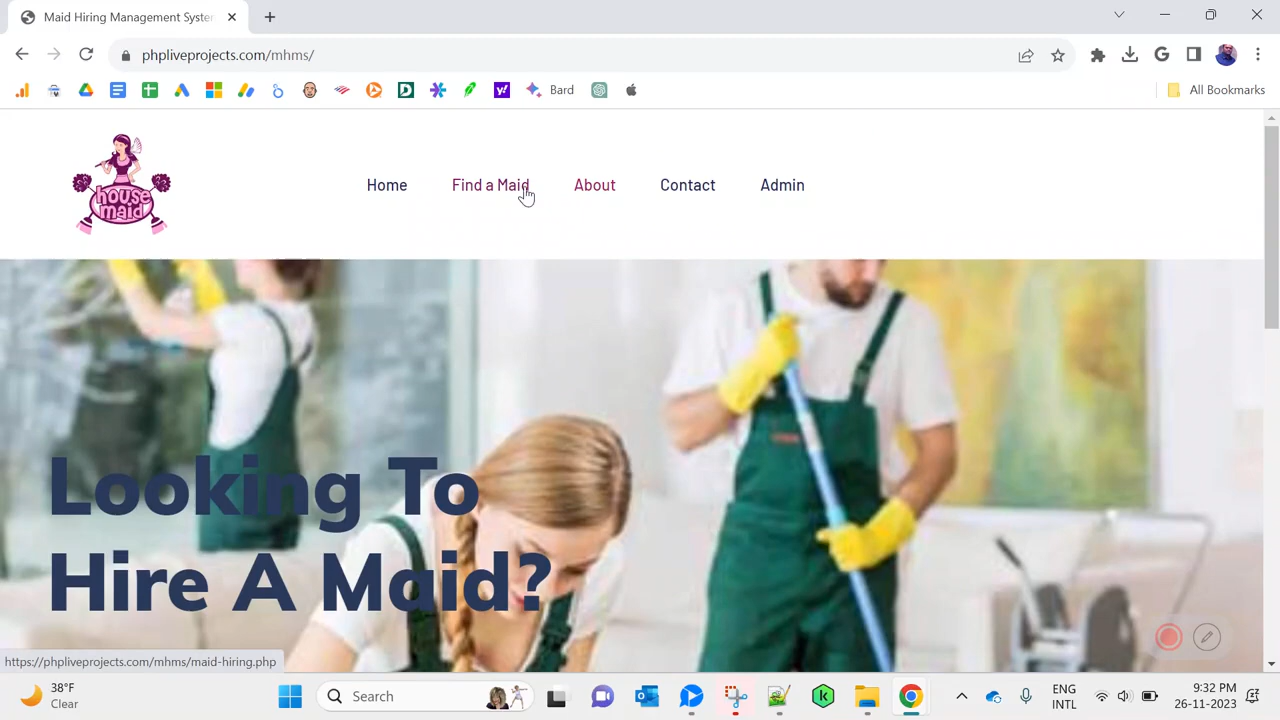 Maid Hiring Management Syster
phpliveprojects.com/mhms/
Bard
All Bookmarks
house
maid
Home
Find a Maid
About
Contact
Admin
Looking To
Hire A Maid?
https://phpliveprojects.com/mhms/maid-hiring.php
38°F
Clear
Search
ENG
INTL
9:32 PM
26-11-2023